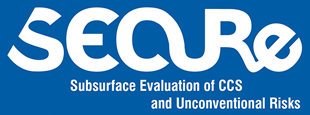 SECURe
Subsurface Evaluation of CCS
and Unconventional Risks